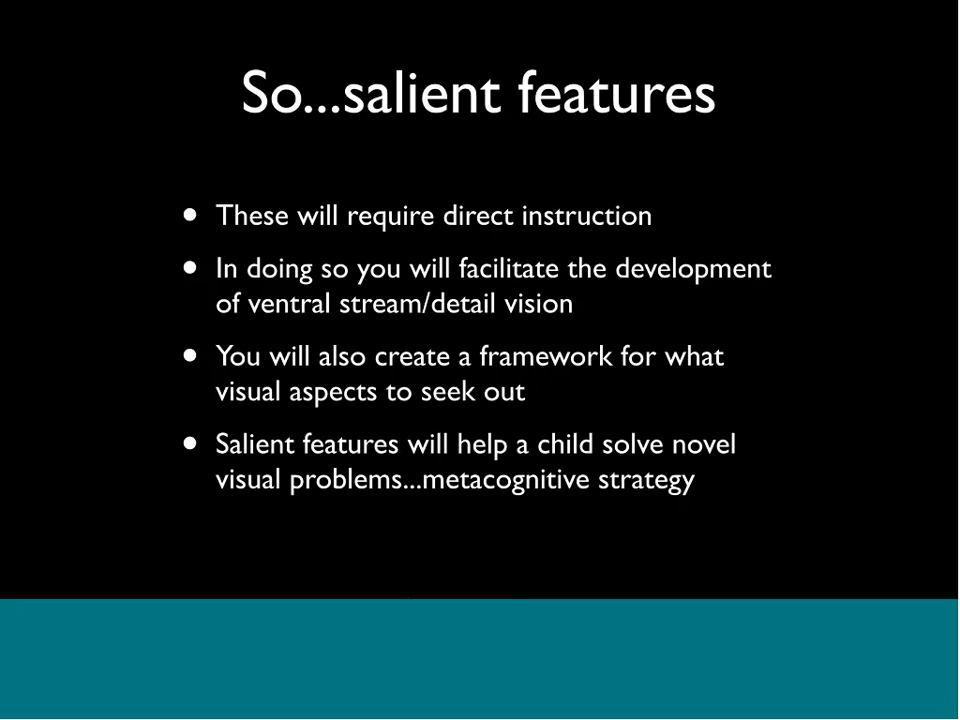 So...salient features
• These will require direct instruction
• In doing so you will facilitate the development
of ventral stream/detail vision
• You will also create a framework for what
visual aspects to seek out
• Salient features will help a child solve novel
visual problems...metacognitive strategy